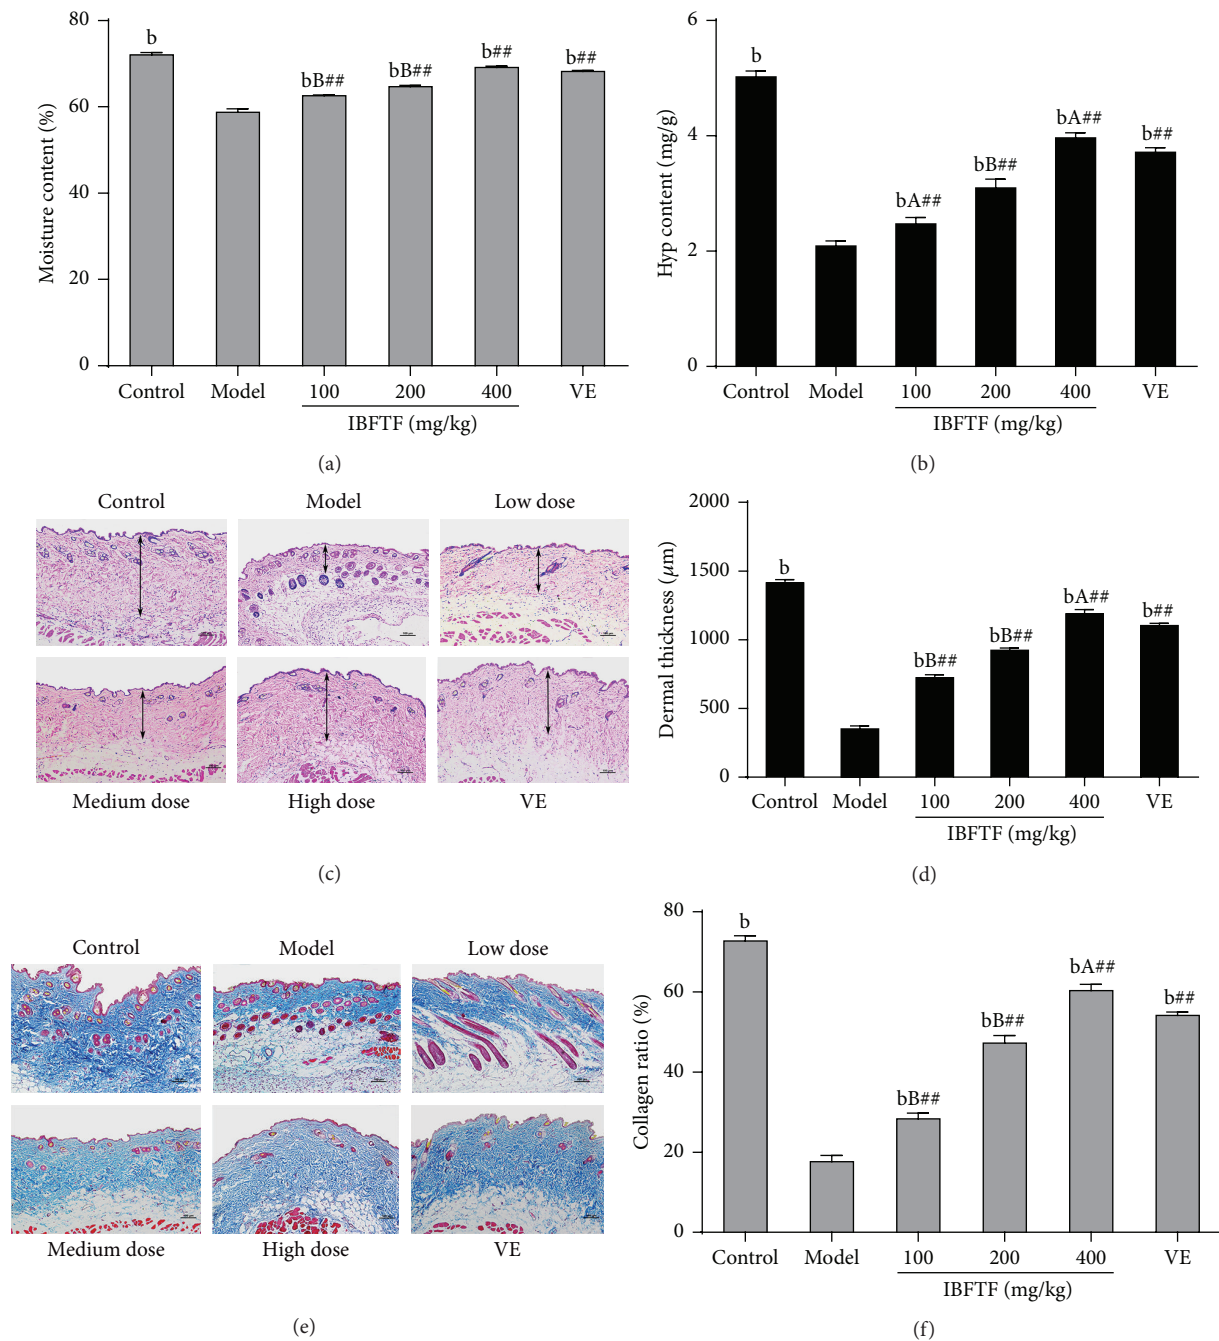 Moisture content (%)
80
60
40
20
0
b
bB##
bB##
b##
b##
Control
Model
100
200
400
VE
IBFTF (mg/kg)
(a)
Hyp content (mg/g)
6
4
2
0
b
bA##
bB##
bA##
b##
Control
Model
100
200
400
VE
IBFTF (mg/kg)
(b)
Control
Model
Low dose
Medium dose
High dose
VE
(c)
Dermal thickness (μm)
2000
1500
1000
500
0
b
bB##
bB##
bA##
b##
Control
Model
100
200
400
VE
IBFTF (mg/kg)
(d)
Control
Model
Low dose
Medium dose
High dose
VE
(e)
Collagen ratio (%)
80
60
40
20
0
b
bB##
bB##
bA##
b##
Control
Model
100
200
400
VE
IBFTF (mg/kg)
(f)